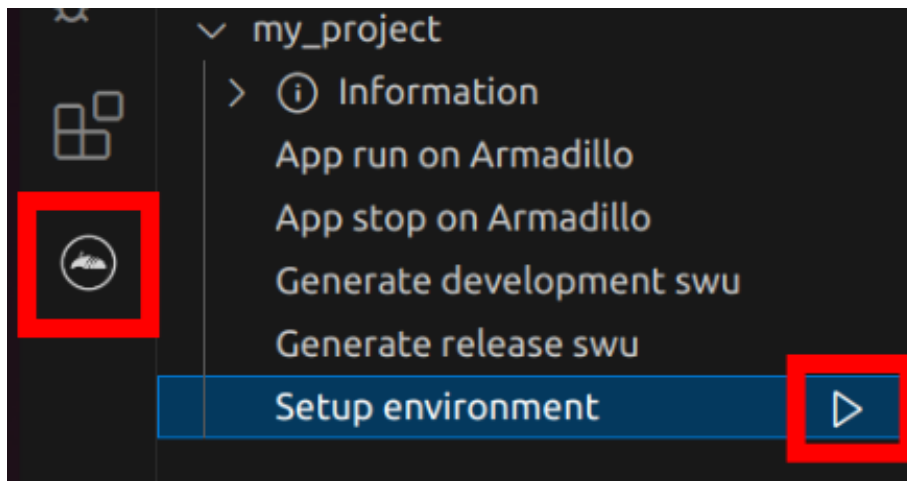 my_project
Information
App run on Armadillo
App stop on Armadillo
Generate development swu
Generate release swu
Setup environment